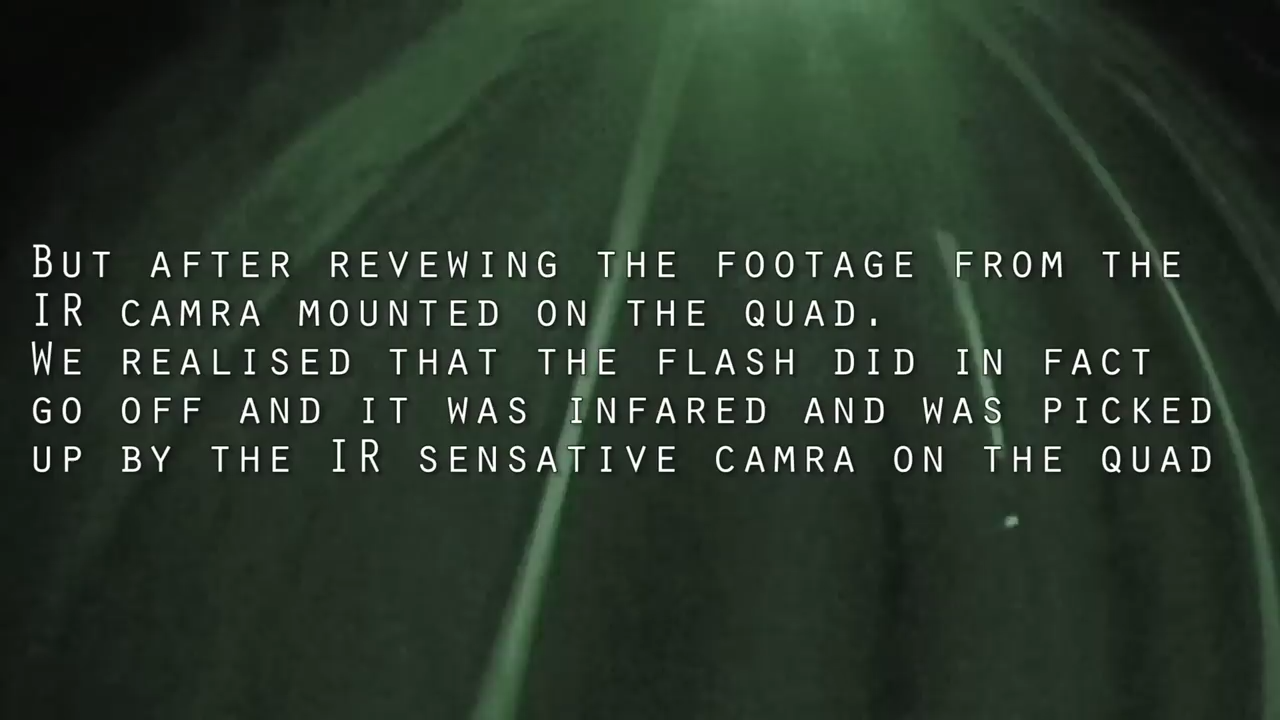 But after revewing the footage from the
IR camra mounted on the quad.
We realised that the flash did in fact
go off and it was infared and was picked
up by the IR sensative camra on the quad